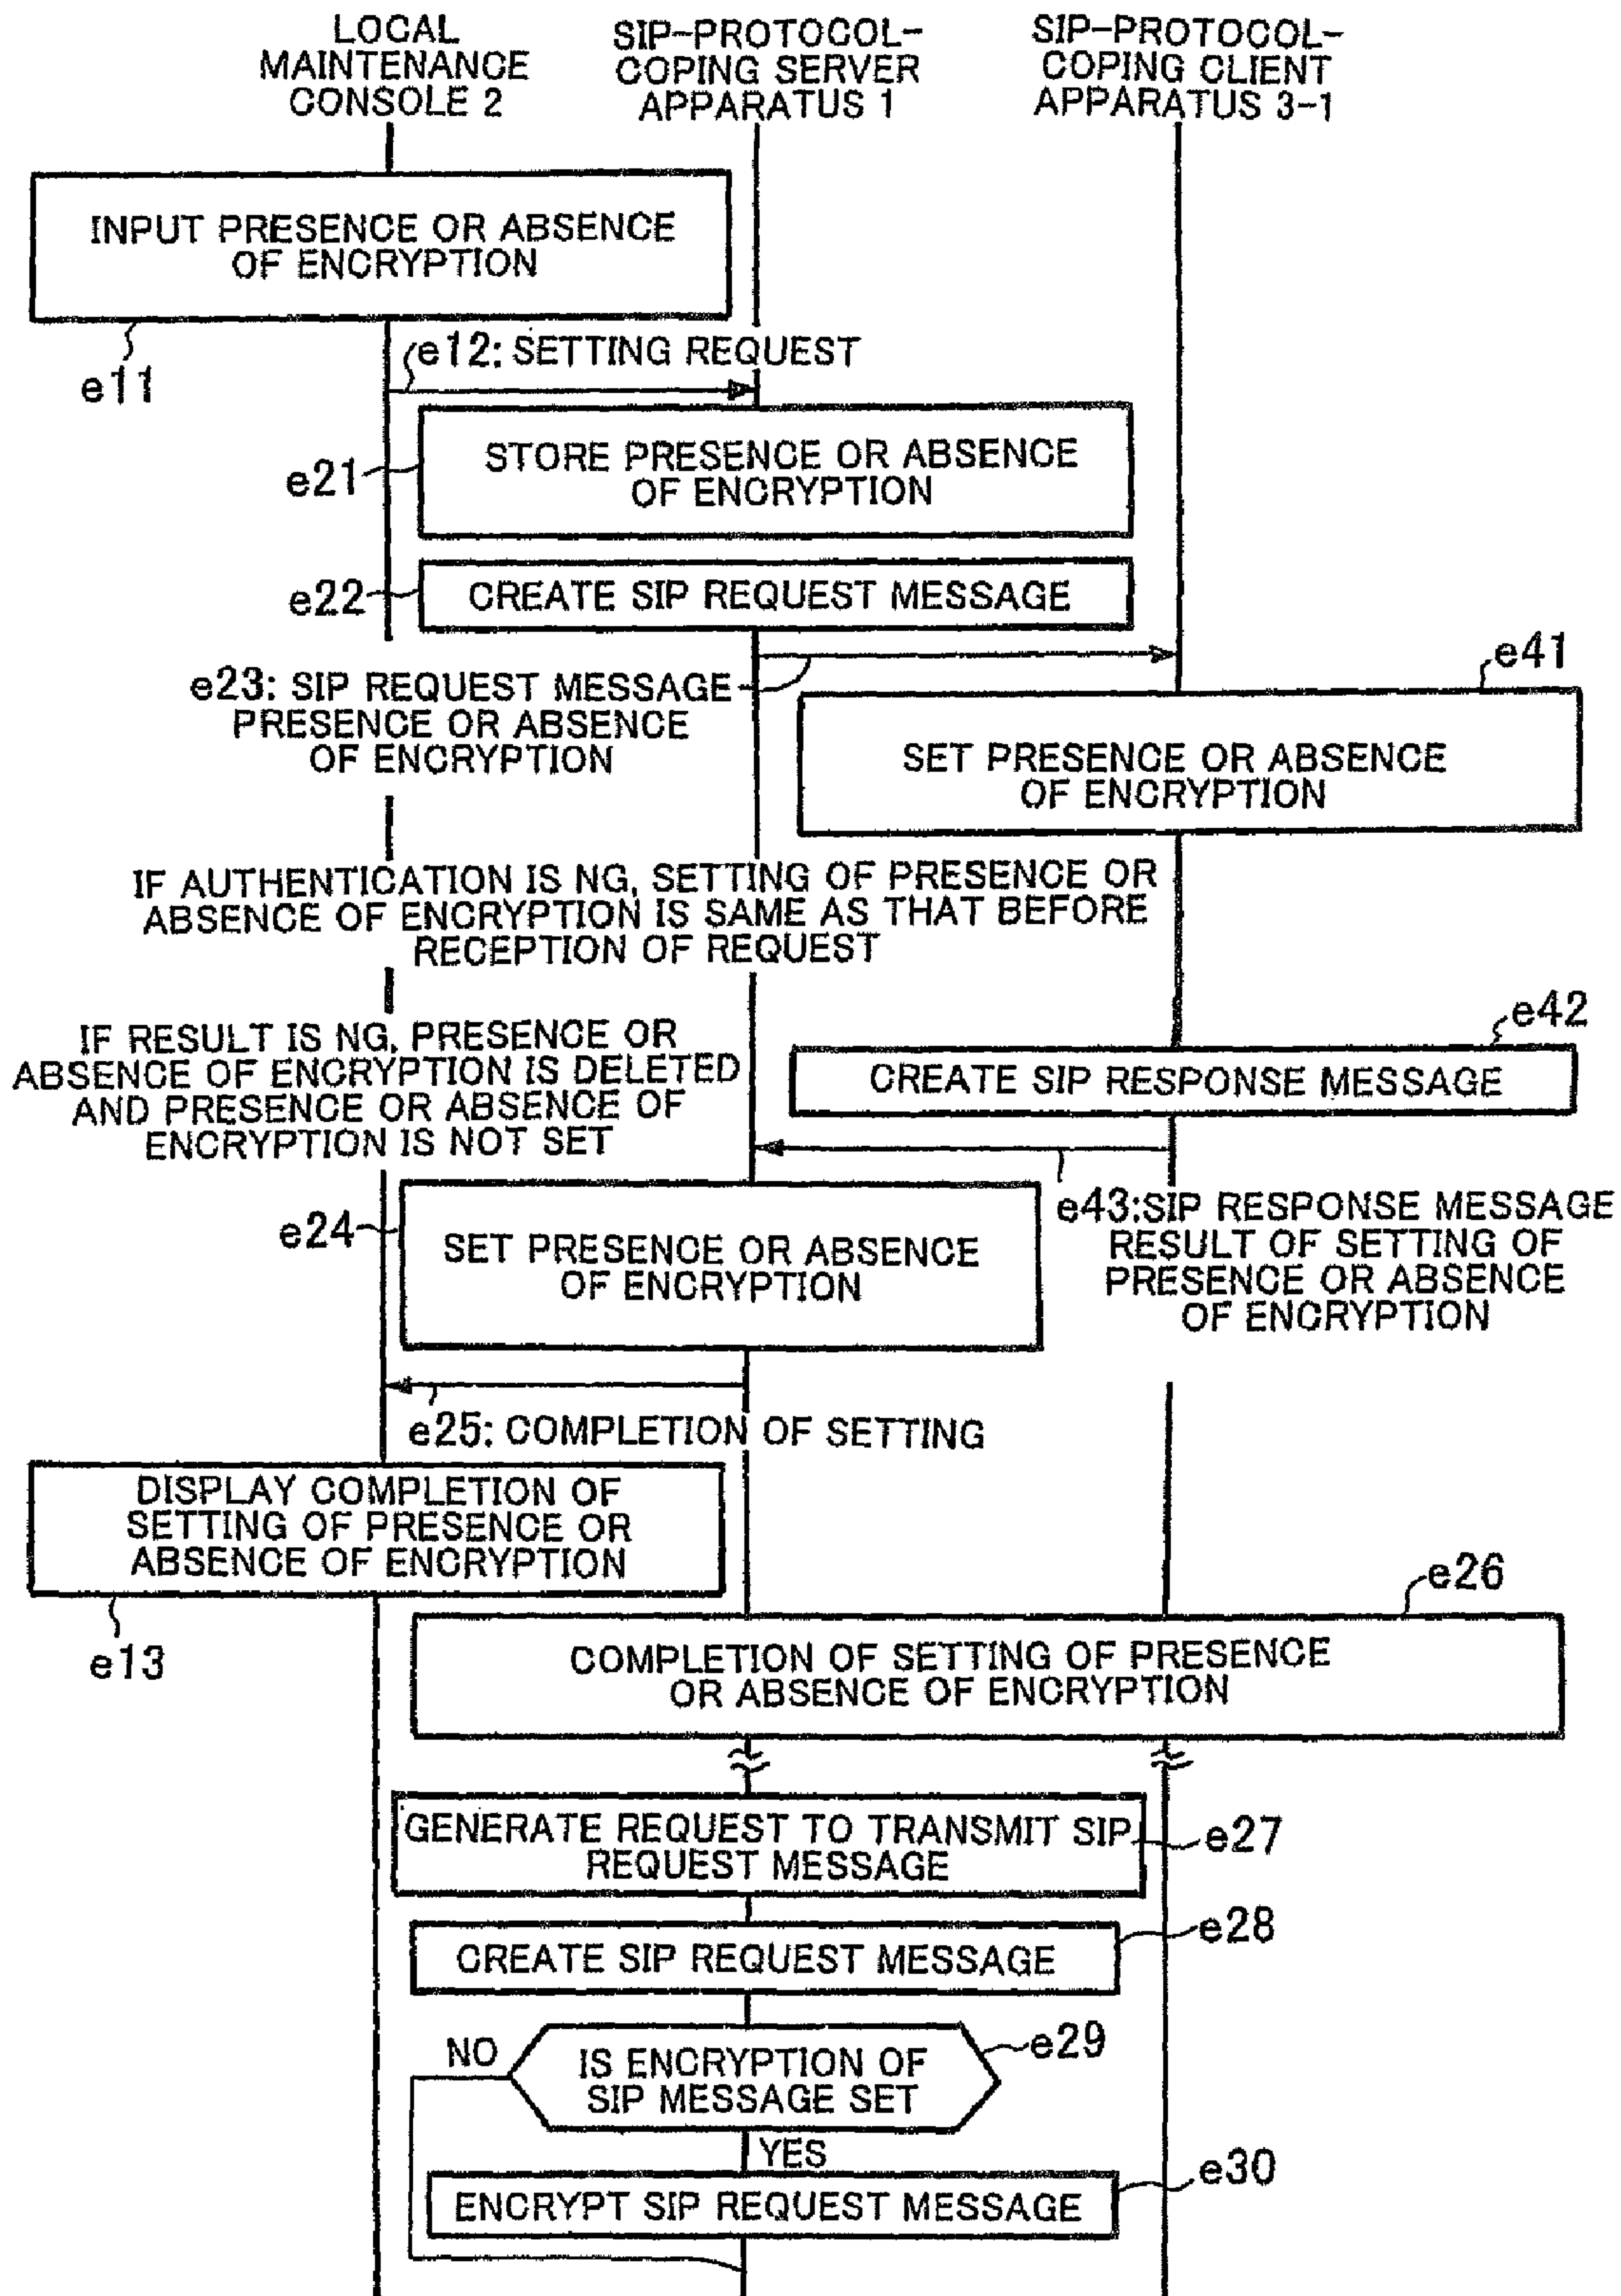 LOCAL
MAINTENANCE
CONSOLE 2
SIP-PROTOCOL-
COPING SERVER
APPARATUS 1
SIP-PROTOCOL-
COPING CLIENT
APPARATUS 3-1
INPUT PRESENCE OR ABSENCE
OF ENCRYPTION
e11
e12: SETTING REQUEST
STORE PRESENCE OR ABSENCE
OF ENCRYPTION
e21
CREATE SIP REQUEST MESSAGE
e22
e23: SIP REQUEST MESSAGE
PRESENCE OR ABSENCE
OF ENCRYPTION
e41
SET PRESENCE OR ABSENCE
OF ENCRYPTION
IF AUTHENTICATION IS NG, SETTING OF PRESENCE OR
ABSENCE OF ENCRYPTION IS SAME AS THAT BEFORE
RECEPTION OF REQUEST
e42
CREATE SIP RESPONSE MESSAGE
IF RESULT IS NG, PRESENCE OR
ABSENCE OF ENCRYPTION IS DELETED
AND PRESENCE OR ABSENCE OF
ENCRYPTION IS NOT SET
e43:SIP RESPONSE MESSAGE
RESULT OF SETTING OF
PRESENCE OR ABSENCE
OF ENCRYPTION
e24
SET PRESENCE OR ABSENCE
OF ENCRYPTION
e25: COMPLETION OF SETTING
DISPLAY COMPLETION OF
SETTING OF PRESENCE OR
ABSENCE OF ENCRYPTION
e13
e26
COMPLETION OF SETTING OF PRESENCE
OR ABSENCE OF ENCRYPTION
GENERATE REQUEST TO TRANSMIT SIP
REQUEST MESSAGE
e27
CREATE SIP REQUEST MESSAGE
e28
NO
IS ENCRYPTION OF
SIP MESSAGE SET
e29
YES
ENCRYPT SIP REQUEST MESSAGE
e30